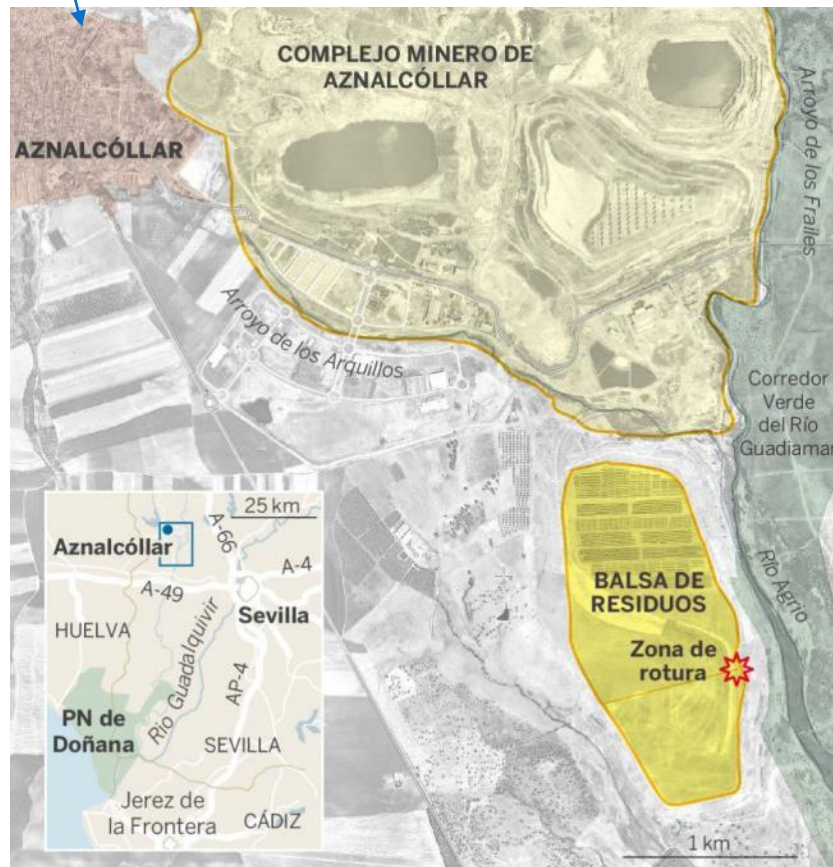 COMPLEJO MINERO DE
AZNALCÓLLAR
AZNALCÓLLAR
Arroyo de los Frailes
Arroyo de los Arquillos
Corredor
Verde
del Río
Guadiamar
Río Agrio
BALSA DE
RESIDUOS
Zona de
rotura
1 km
25 km
Aznalcóllar
A-66
A-4
A-49
Sevilla
HUELVA
Río Guadalquivir
AP-4
PN de
Doñana
SEVILLA
Jerez de
la Frontera
CÁDIZ